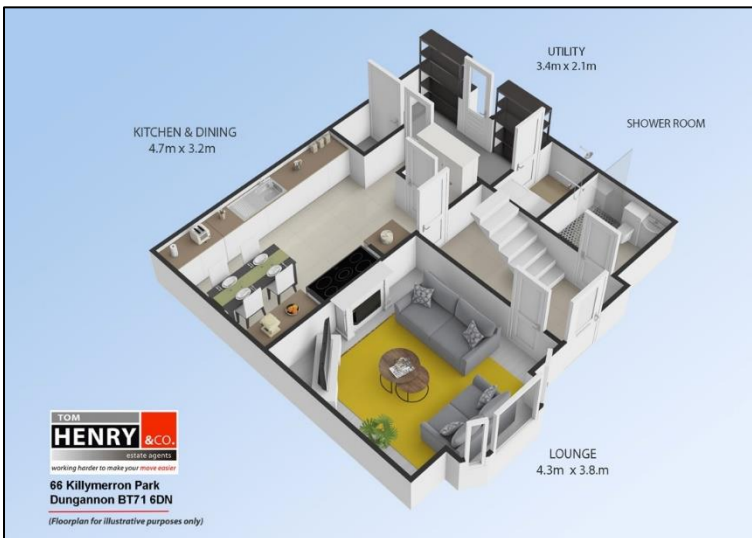 UTILITY
3.4m x 2.1m
KITCHEN & DINING
4.7m x 3.2m
SHOWER ROOM
LOUNGE
4.3m x 3.8.m
TOM
HENRY &CO.
estate agents
working harder to make your move easier
66 Killymerron Park
Dungannon BT71 6DN
(Floorplan for illustrative purposes only)